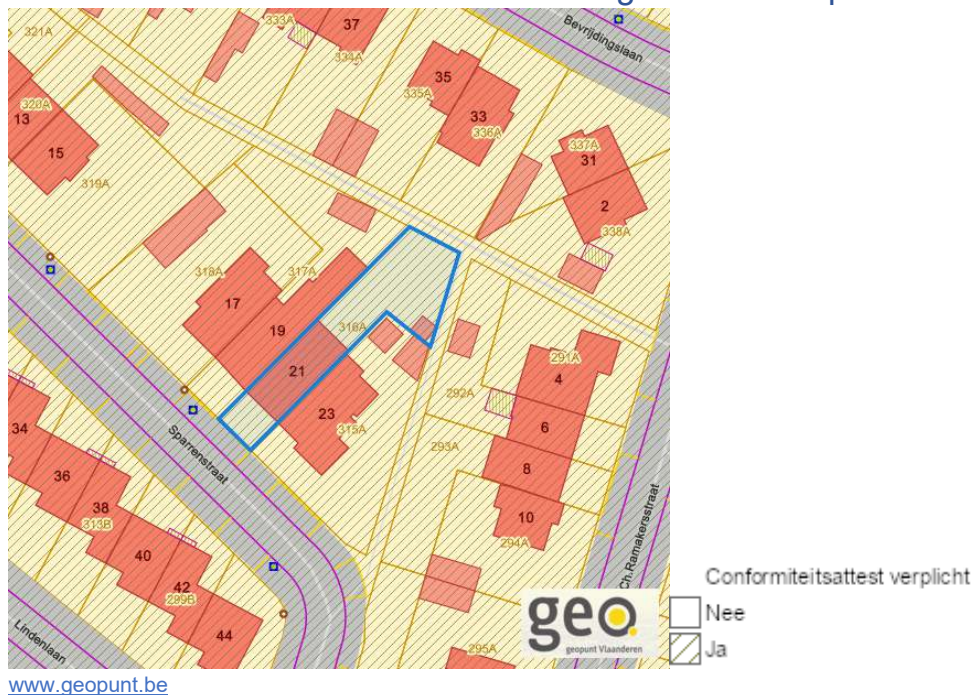 321A
333A
37
334A
Bevrijdingslaan
35
335A
33
336A
320A
13
15
319A
337A
31
2
338A
318A
317A
17
19
316A
21
23
315A
291A
4
292A
6
293A
8
10
294A
Sparrenstraat
34
36
38
313B
40
42
299B
44
Lindenlaan
Ch.Ramakersstraat
295A
geo
geopunt Vlaanderen
Conformiteitsattest verplicht
Nee
Ja
www.geopunt.be